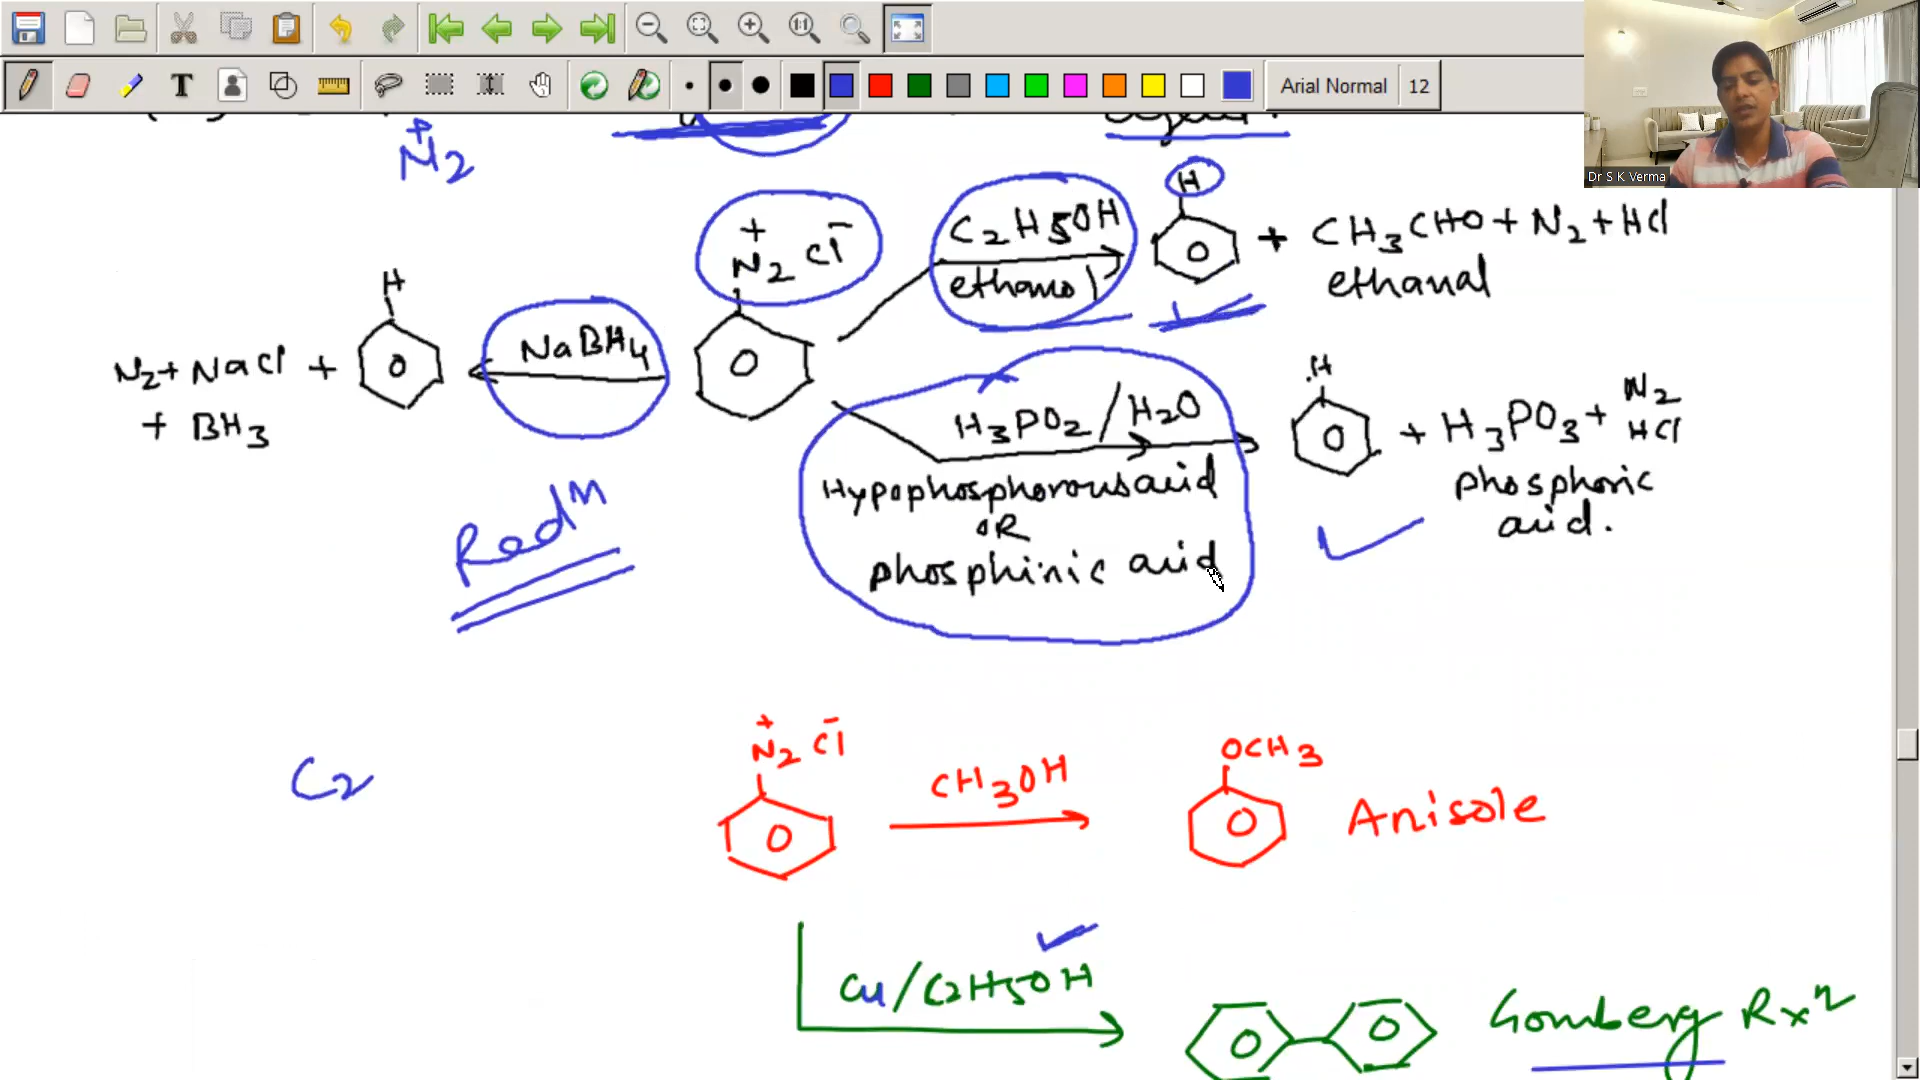 Arial Normal 12
Dr S K Verma
+
N2
H
+
N2 Cl-
C2H5OH
ethanol
H
+ CH3CHO + N2 + HCl
ethanal
N2 + NaCl +
+ BH3
NaBH4
H3PO2/H2O
Hypophosphorous acid
OR
phosphinic acid
H
+ H3PO3 + N2
HCl
phosphoric
acid.
Redn
C2
+
N2 Cl-
CH3OH
OCH3
Anisole
Cu/C2H5OH
Gomberg Rxn